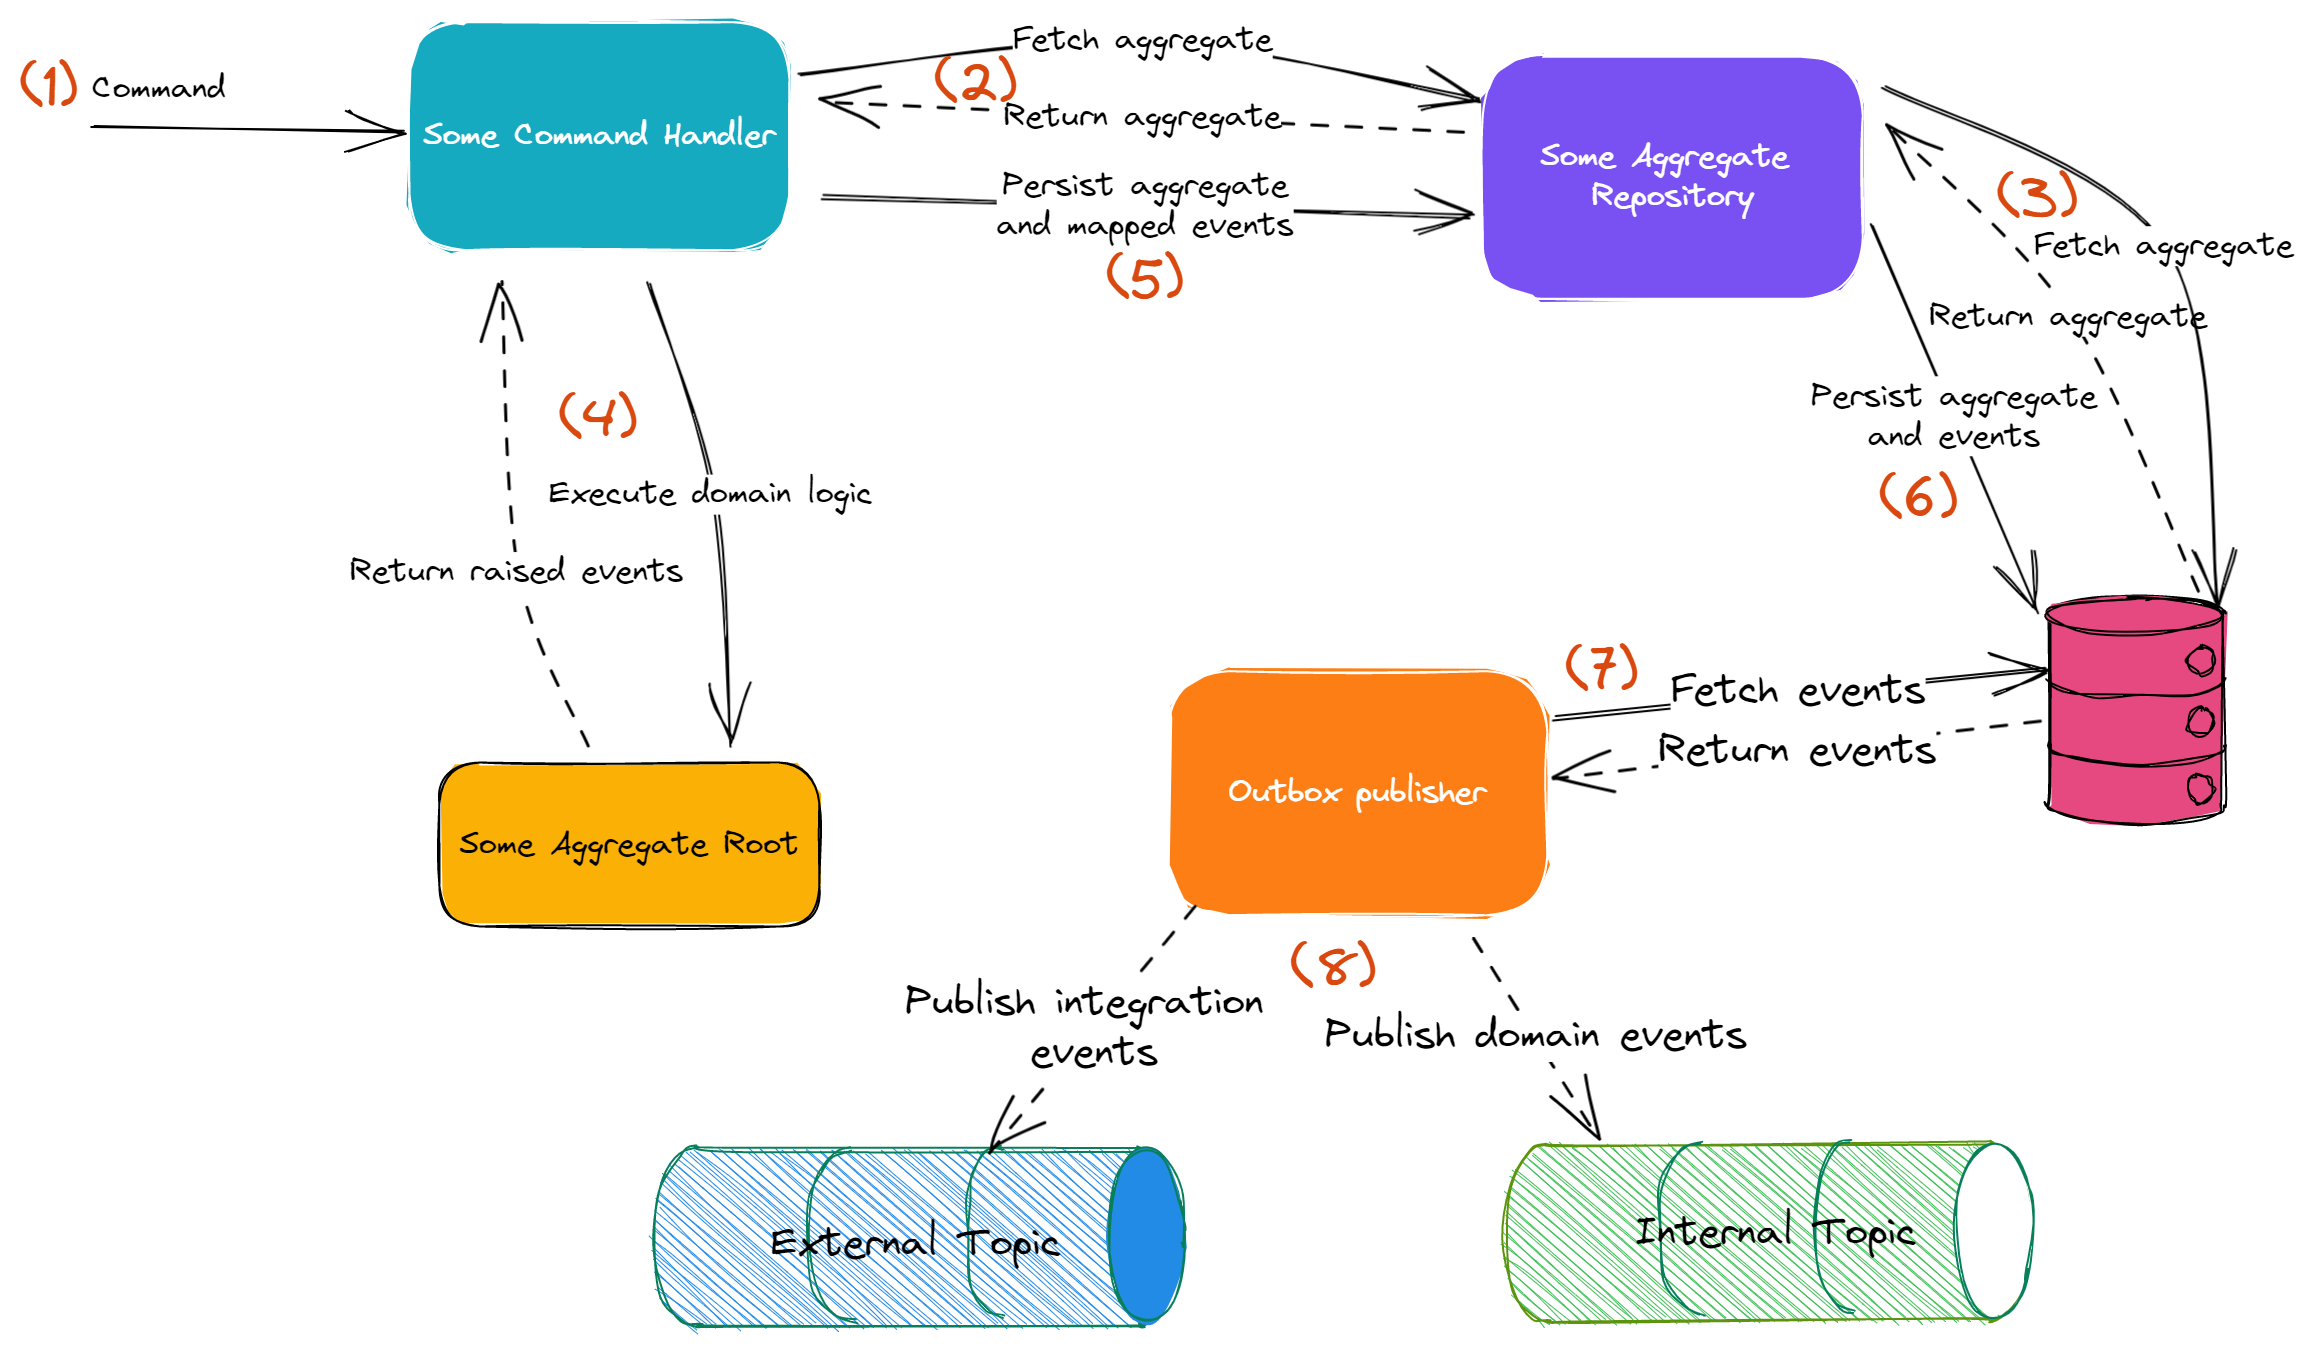 (1) Command
Some Command Handler
Fetch aggregate
(2)
Return aggregate
Persist aggregate
and mapped events
(5)
Some Aggregate
Repository
(3)
Fetch aggregate
Return aggregate
Persist aggregate
and events
(6)
(4)
Execute domain logic
Return raised events
Some Aggregate Root
(7)
Fetch events
Return events
Outbox publisher
(8)
Publish integration
events
Publish domain events
External Topic
Internal Topic